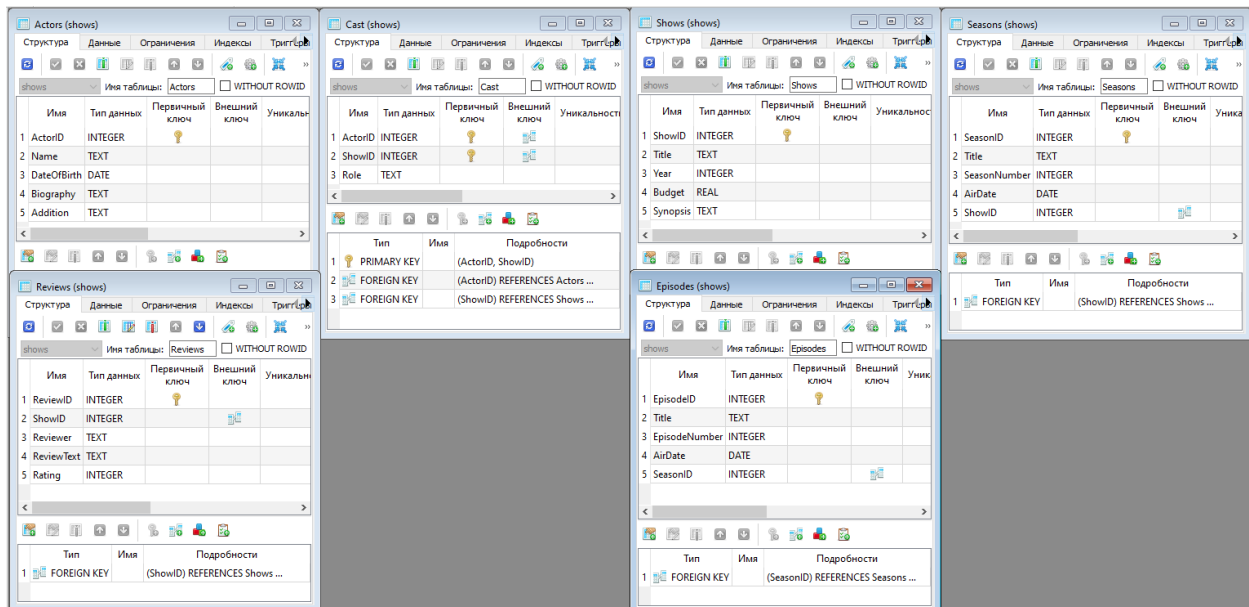 Actors (shows)
Структура Данные Ограничения Индексы Триггеры
shows Имя таблицы: Actors WITHOUT ROWID
Имя Тип данных Первичный ключ Внешний ключ Уникальн
1 ActorID INTEGER
2 Name TEXT
3 DateOfBirth DATE
4 Biography TEXT
5 Addition TEXT
Cast (shows)
Структура Данные Ограничения Индексы Триггеры
shows Имя таблицы: Cast WITHOUT ROWID
Имя Тип данных Первичный ключ Внешний ключ Уникальность
1 ActorID INTEGER
2 ShowID INTEGER
3 Role TEXT
Тип Имя Подробности
1 PRIMARY KEY (ActorID, ShowID)
2 FOREIGN KEY (ActorID) REFERENCES Actors ...
3 FOREIGN KEY (ShowID) REFERENCES Shows ...
Shows (shows)
Структура Данные Ограничения Индексы Триггеры
shows Имя таблицы: Shows WITHOUT ROWID
Имя Тип данных Первичный ключ Внешний ключ Уникальнос
1 ShowID INTEGER
2 Title TEXT
3 Year INTEGER
4 Budget REAL
5 Synopsis TEXT
Seasons (shows)
Структура Данные Ограничения Индексы Триггеры
shows Имя таблицы: Seasons WITHOUT ROWID
Имя Тип данных Первичный ключ Внешний ключ Уника
1 SeasonID INTEGER
2 Title TEXT
3 SeasonNumber INTEGER
4 AirDate DATE
5 ShowID INTEGER
Тип Имя Подробности
1 FOREIGN KEY (ShowID) REFERENCES Shows ...
Reviews (shows)
Структура Данные Ограничения Индексы Триггеры
shows Имя таблицы: Reviews WITHOUT ROWID
Имя Тип данных Первичный ключ Внешний ключ Уникальн
1 ReviewID INTEGER
2 ShowID INTEGER
3 Reviewer TEXT
4 ReviewText TEXT
5 Rating INTEGER
Тип Имя Подробности
1 FOREIGN KEY (ShowID) REFERENCES Shows ...
Episodes (shows)
Структура Данные Ограничения Индексы Триггеры
shows Имя таблицы: Episodes WITHOUT ROWID
Имя Тип данных Первичный ключ Внешний ключ Уник
1 EpisodeID INTEGER
2 Title TEXT
3 EpisodeNumber INTEGER
4 AirDate DATE
5 SeasonID INTEGER
Тип Имя Подробности
1 FOREIGN KEY (SeasonID) REFERENCES Seasons ...